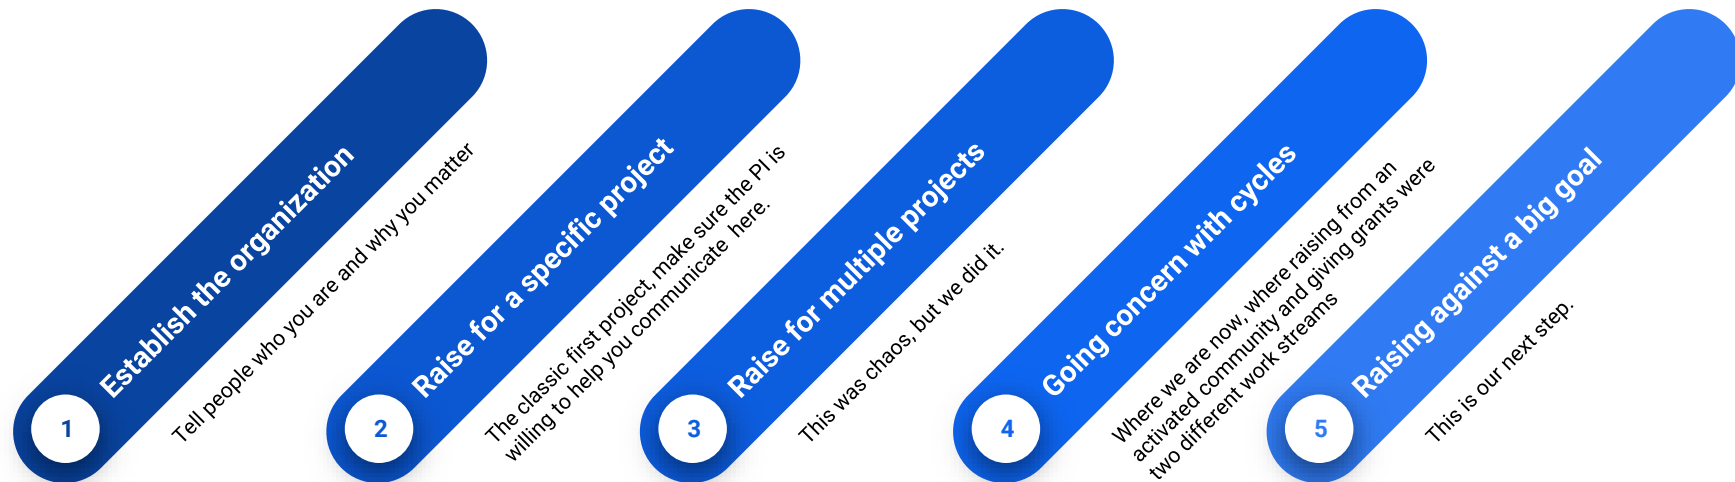 1
Establish the organization
Tell people who you are and why you matter
2
Raise for a specific project
The classic first project, make sure the PI is
willing to help you communicate here.
3
Raise for multiple projects
This was chaos, but we did it.
4
Going concern with cycles
Where we are now, where raising from an
activated community and giving grants were
two different work streams
5
Raising against a big goal
This is our next step.